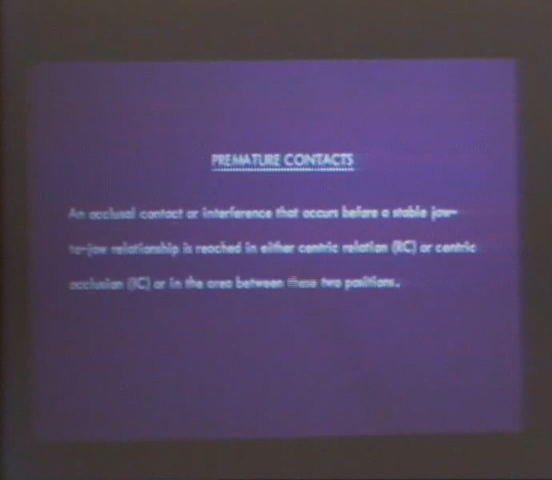 PREMATURE CONTACTS
An occlusal contact or interference that occurs before a stable jaw-
to-jaw relationship is reached in either centric relation (RC) or centric
occlusion (IC) or in the area between these two positions.